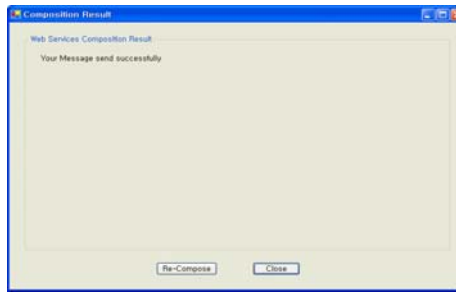 Composition Result
Web Services Composition Result
Your Message send successfully
Re-Compose
Close